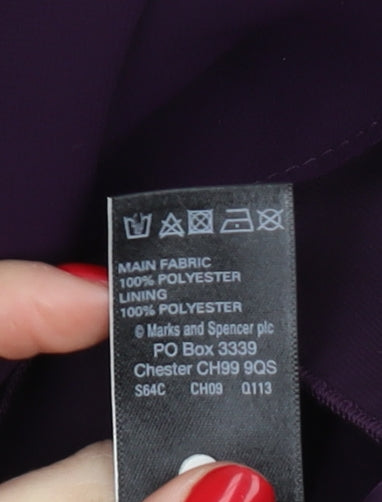 MAIN FABRIC
100% POLYESTER
LINING
100% POLYESTER
© Marks and Spencer plc
PO Box 3339
Chester CH99 9QS
S64C CH09 Q113